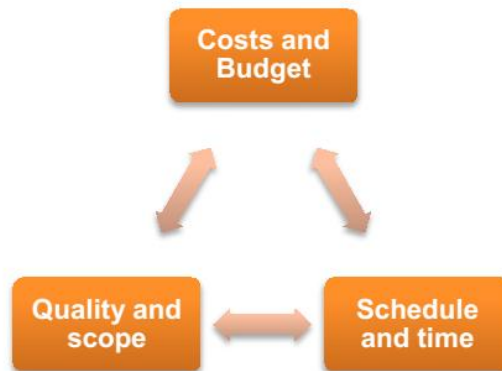 Costs and
Budget
Quality and
scope
Schedule
and time